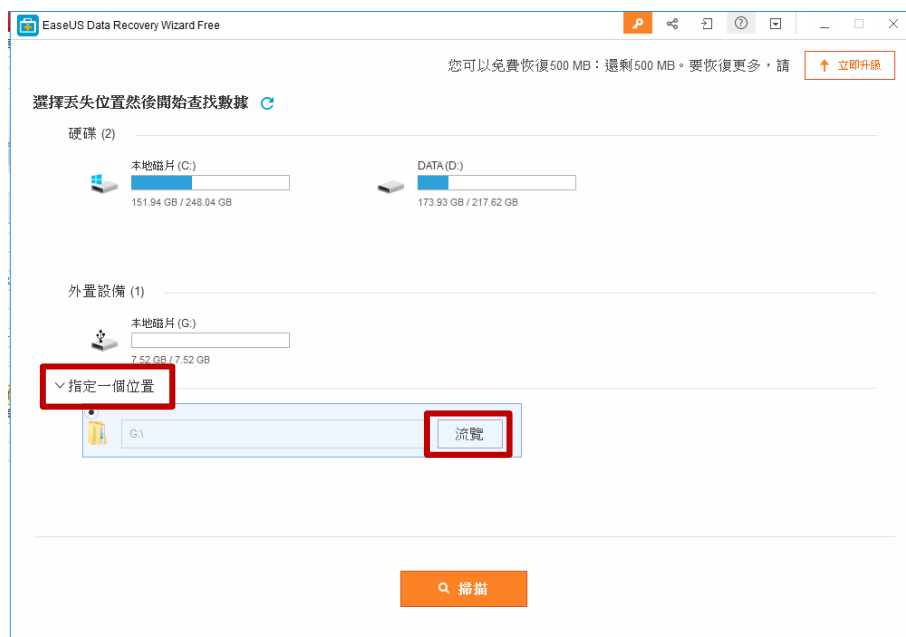 EaseUS Data Recovery Wizard Free
您可以免費恢復500 MB：還剩500 MB。要恢復更多，請
立即升級
選擇丟失位置然後開始查找數據
硬碟 (2)
本地磁片 (C:)
151.94 GB / 248.04 GB
DATA (D:)
173.93 GB / 217.62 GB
外置設備 (1)
本地磁片 (G:)
7.52 GB / 7.52 GB
指定一個位置
G:\
流覽
掃描